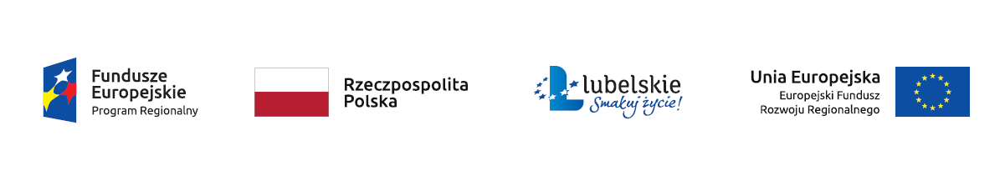 Fundusze
Europejskie
Program Regionalny
Rzeczpospolita
Polska
lubelskie
Smakuj życie!
Unia Europejska
Europejski Fundusz
Rozwoju Regionalnego